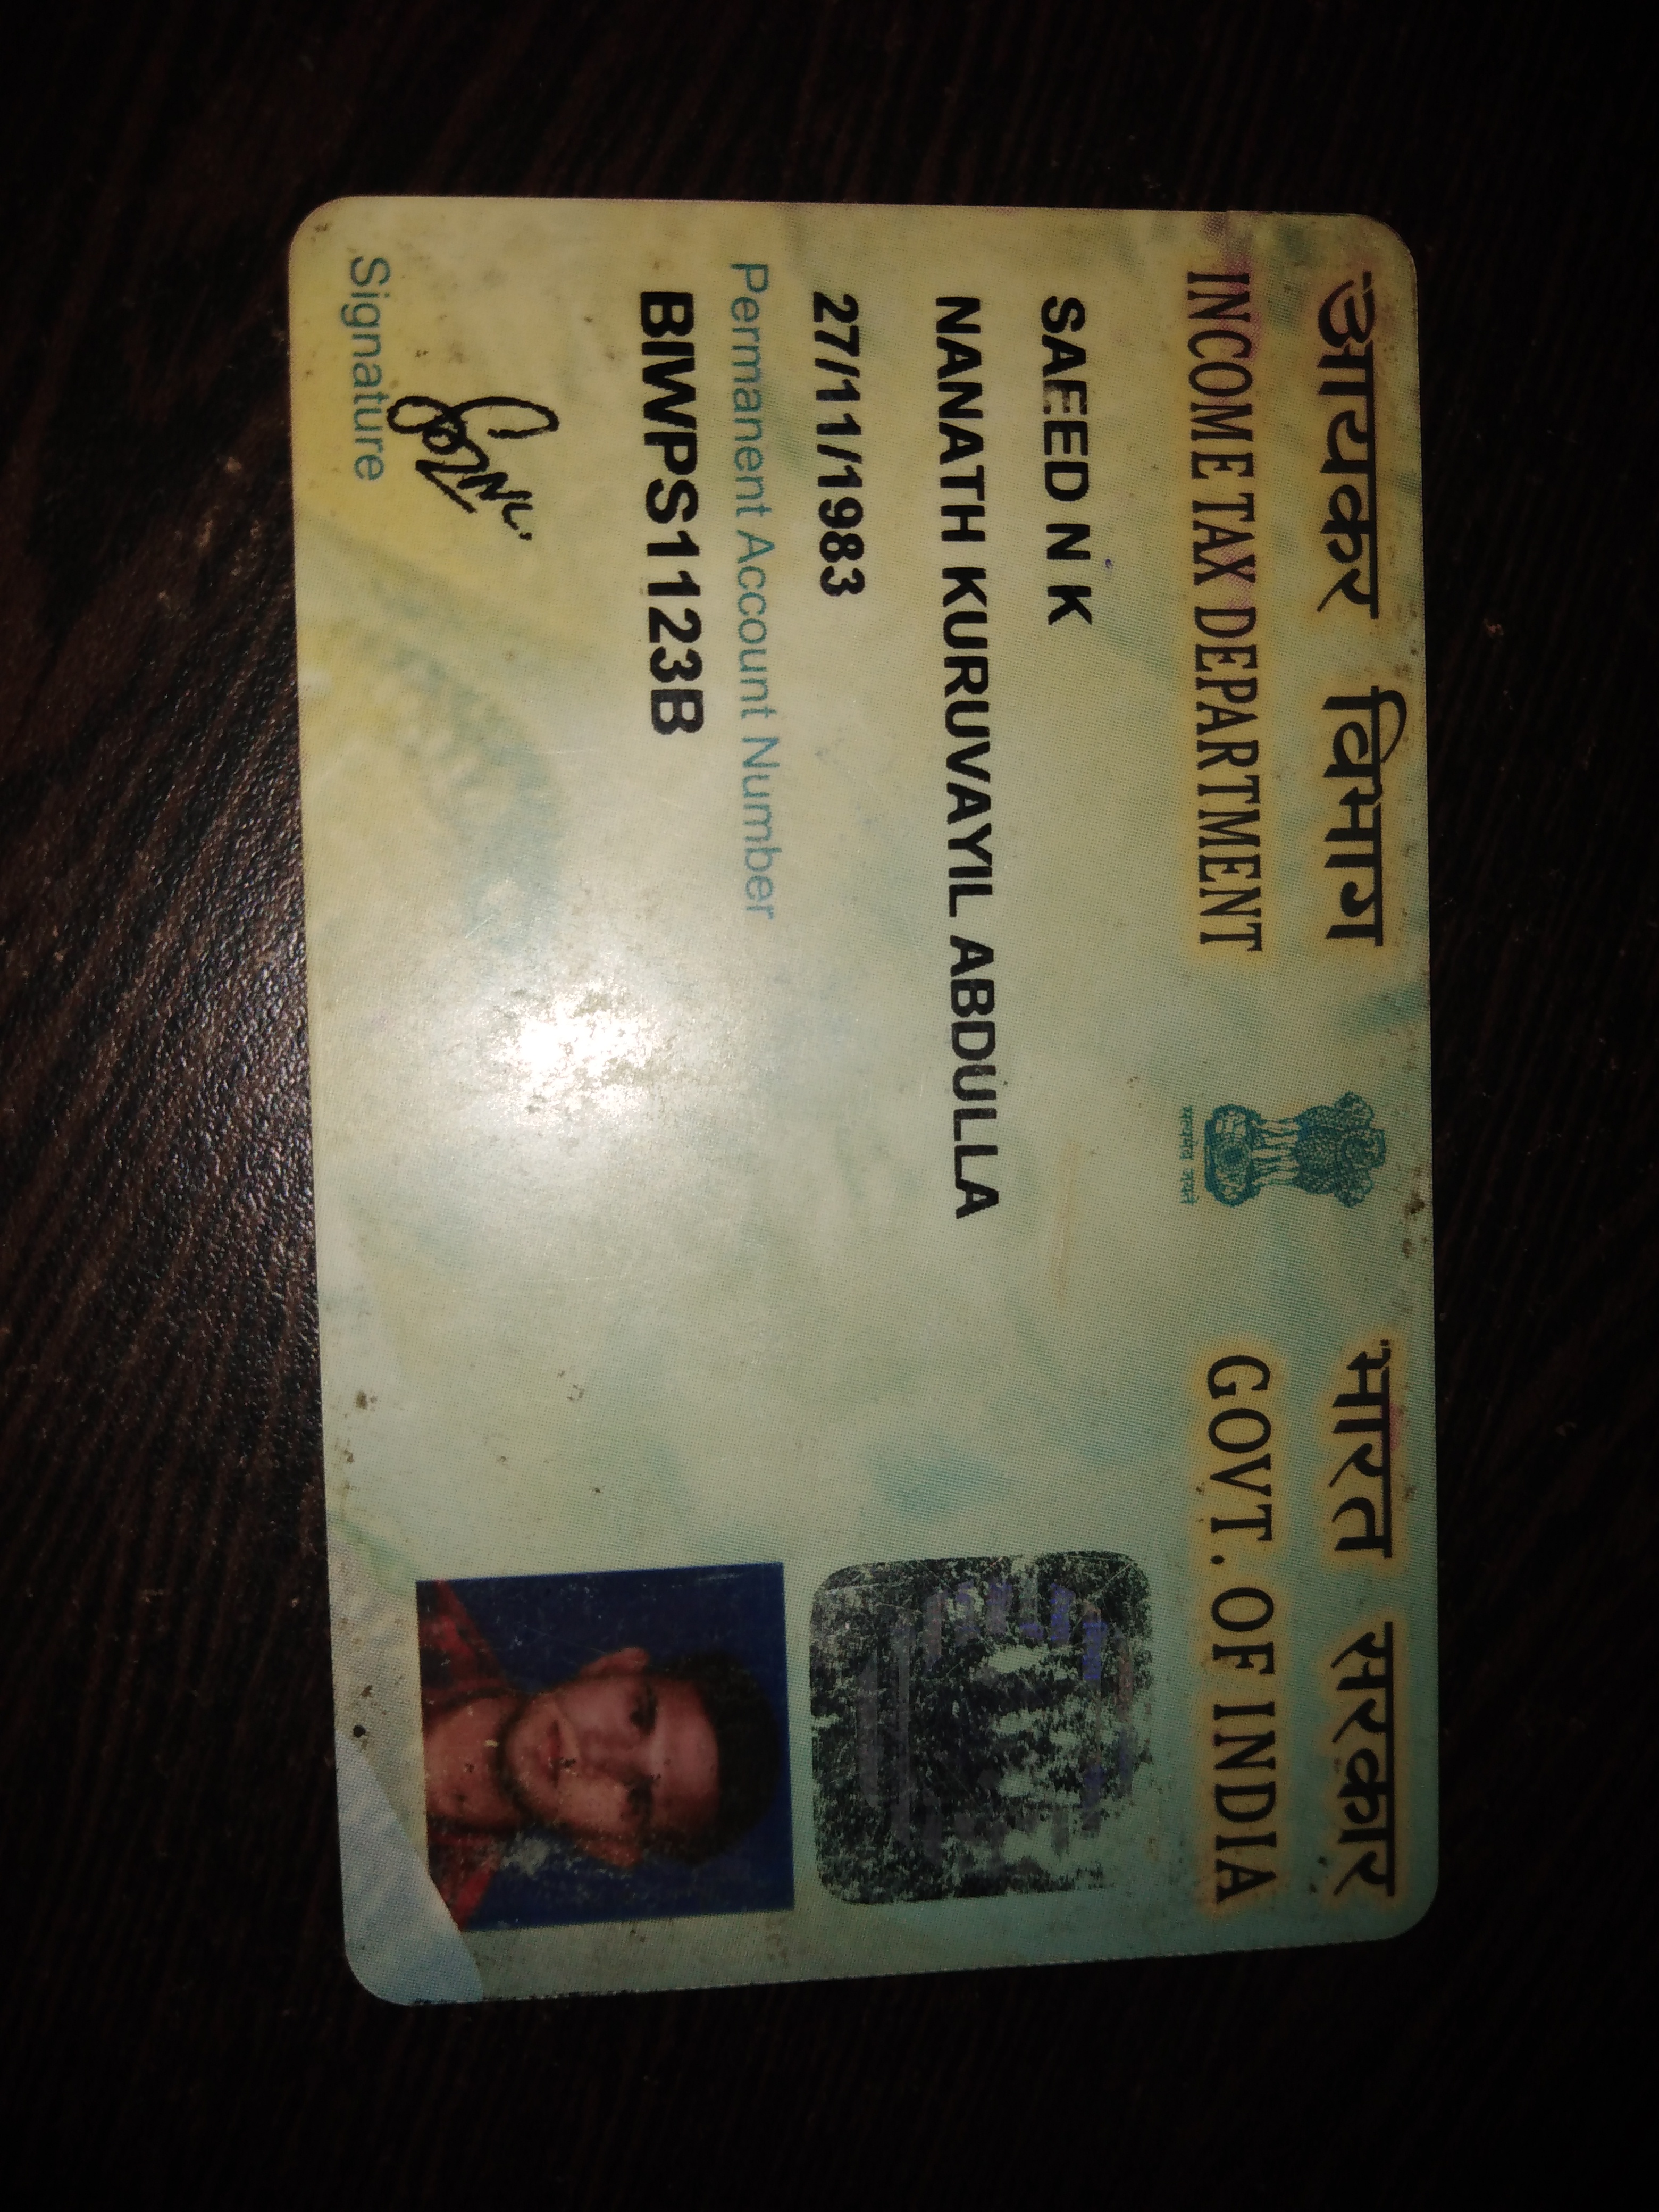 आयकर विभाग
INCOME TAX DEPARTMENT
सत्यमेव जयते
भारत सरकार
GOVT. OF INDIA
SAEED N K
NANATH KURUVAYIL ABDULLA
27/11/1983
Permanent Account Number
BIWPS1123B
Signature